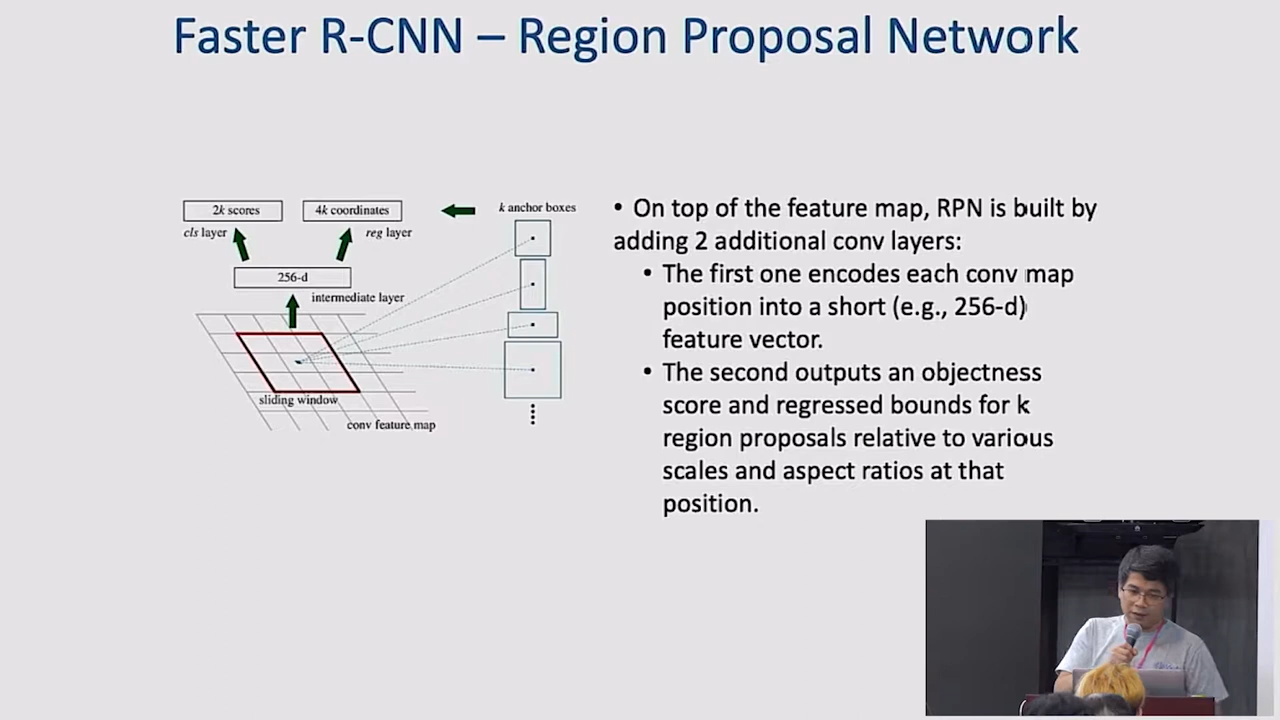 Faster R-CNN – Region Proposal Network
2k scores
4k coordinates
k anchor boxes
cls layer
reg layer
256-d
intermediate layer
sliding window
conv feature map
• On top of the feature map, RPN is built by
adding 2 additional conv layers:
• The first one encodes each conv map
position into a short (e.g., 256-d)
feature vector.
• The second outputs an objectness
score and regressed bounds for k
region proposals relative to various
scales and aspect ratios at that
position.